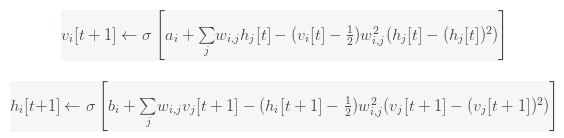 v_i[t+1] ← σ [ a_i + ∑_j w_{i,j}h_j[t] − (v_i[t] − 1/2)w_{i,j}^2(h_j[t] − (h_j[t])^2) ]
h_i[t+1] ← σ [ b_i + ∑_j w_{i,j}v_j[t+1] − (h_i[t+1] − 1/2)w_{i,j}^2(v_j[t+1] − (v_j[t+1])^2) ]